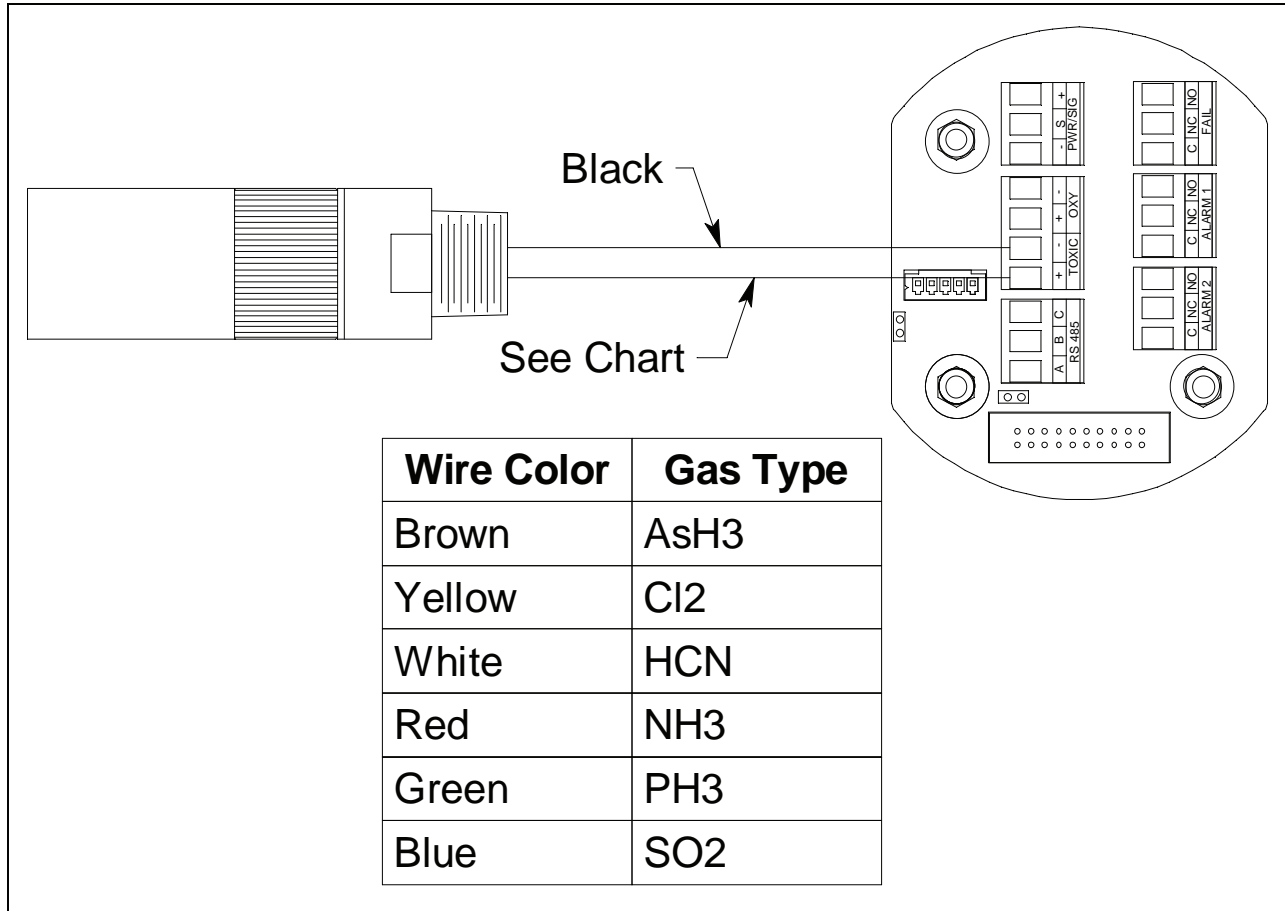 Black
See Chart
- S +
PWR/SIG
+ - + -
TOXIC OXY
A B C
RS 485
C NC NO
FAIL
C NC NO
ALARM 1
C NC NO
ALARM 2
Wire Color Gas Type
Brown AsH3
Yellow Cl2
White HCN
Red NH3
Green PH3
Blue SO2